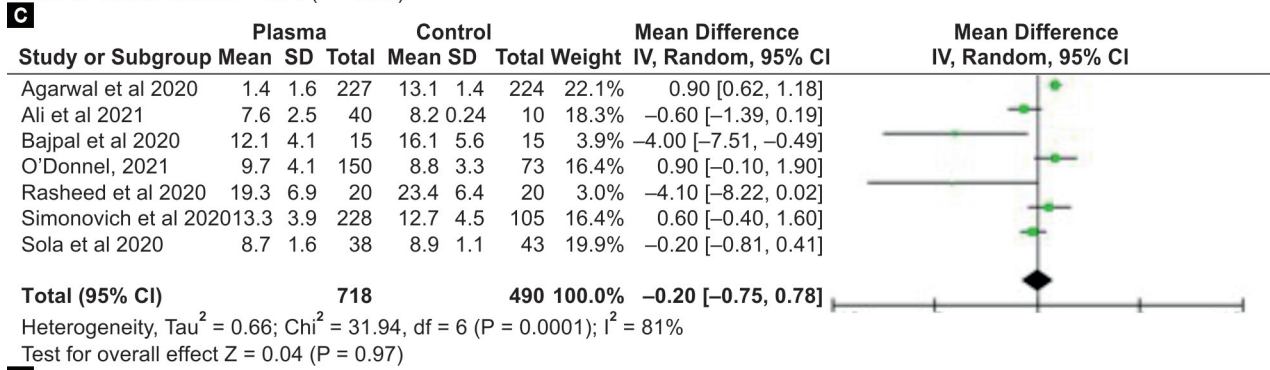 C
Plasma Control Mean Difference Mean Difference
Study or Subgroup Mean SD Total Mean SD Total Weight IV, Random, 95% CI IV, Random, 95% CI
Agarwal et al 2020 1.4 1.6 227 13.1 1.4 224 22.1% 0.90 [0.62, 1.18]
Ali et al 2021 7.6 2.5 40 8.2 0.24 10 18.3% –0.60 [–1.39, 0.19]
Bajpal et al 2020 12.1 4.1 15 16.1 5.6 15 3.9% –4.00 [–7.51, –0.49]
O’Donnel, 2021 9.7 4.1 150 8.8 3.3 73 16.4% 0.90 [–0.10, 1.90]
Rasheed et al 2020 19.3 6.9 20 23.4 6.4 20 3.0% –4.10 [–8.22, 0.02]
Simonovich et al 202013.3 3.9 228 12.7 4.5 105 16.4% 0.60 [–0.40, 1.60]
Sola et al 2020 8.7 1.6 38 8.9 1.1 43 19.9% –0.20 [–0.81, 0.41]
Total (95% CI) 718 490 100.0% –0.20 [–0.75, 0.78]
Heterogeneity, Tau² = 0.66; Chi² = 31.94, df = 6 (P = 0.0001); I² = 81%
Test for overall effect Z = 0.04 (P = 0.97)